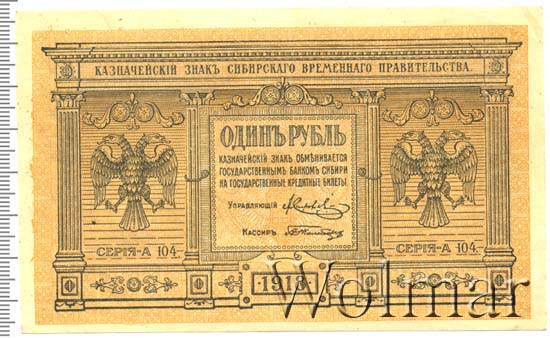 КАЗНАЧЕЙСКІЙ ЗНАКЪ СИБИРСКАГО ВРЕМЕННАГО ПРАВИТЕЛЬСТВА.
ОДИНЪ РУБЛЬ
КАЗНАЧЕЙСКІЙ ЗНАКЪ ОБМѢНИВАЕТСЯ
ГОСУДАРСТВЕННЫМЪ БАНКОМЪ СИБИРИ
НА ГОСУДАРСТВЕННЫЕ КРЕДИТНЫЕ БИЛЕТЫ.
УПРАВЛЯЮЩІЙ
КАССИРЪ
СЕРІЯ-А 104.
СЕРІЯ-А 104.
1918
Wolmar